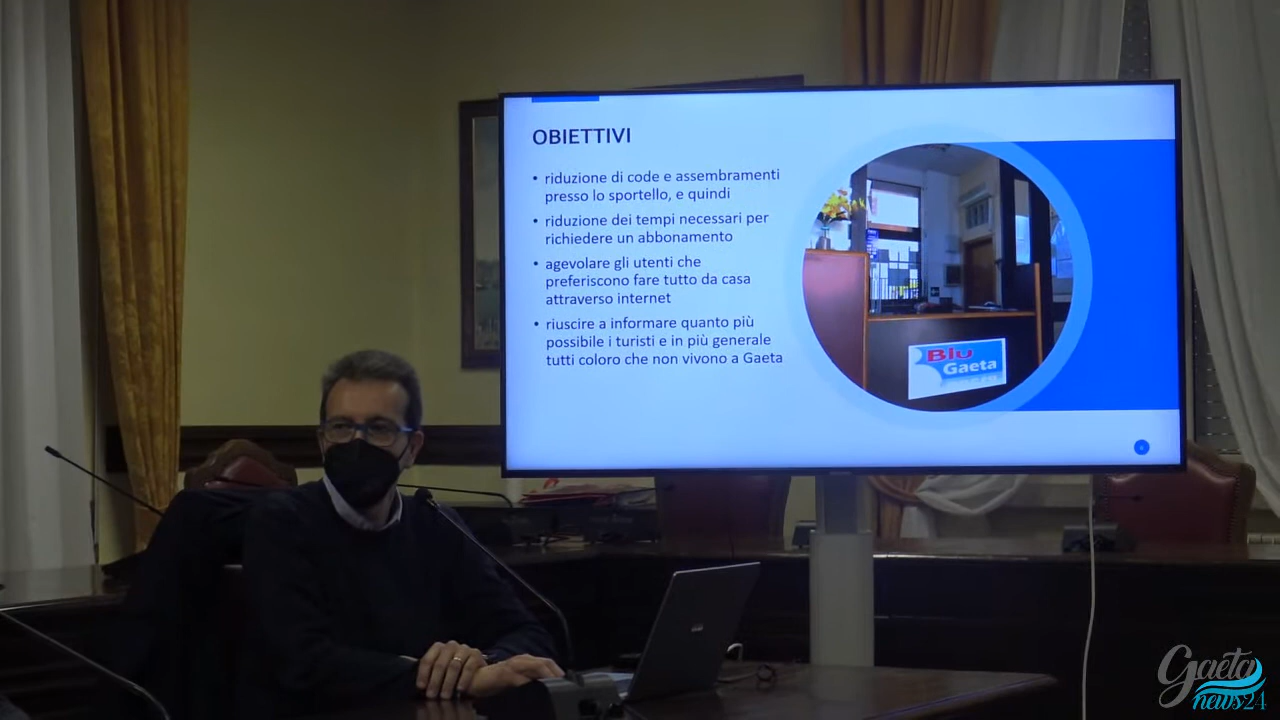 OBIETTIVI
• riduzione di code e assembramenti
presso lo sportello, e quindi
• riduzione dei tempi necessari per
richiedere un abbonamento
• agevolare gli utenti che
preferiscono fare tutto da casa
attraverso internet
• riuscire a informare quanto più
possibile i turisti e in più generale
tutti coloro che non vivono a Gaeta
Blu
Gaeta
Gaeta
news24